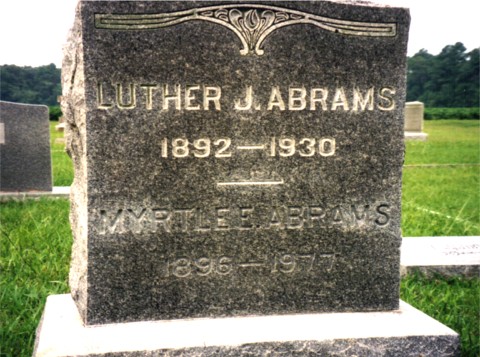 LUTHER J. ABRAMS
1892—1930
MYRTLE E. ABRAMS
1896—1977